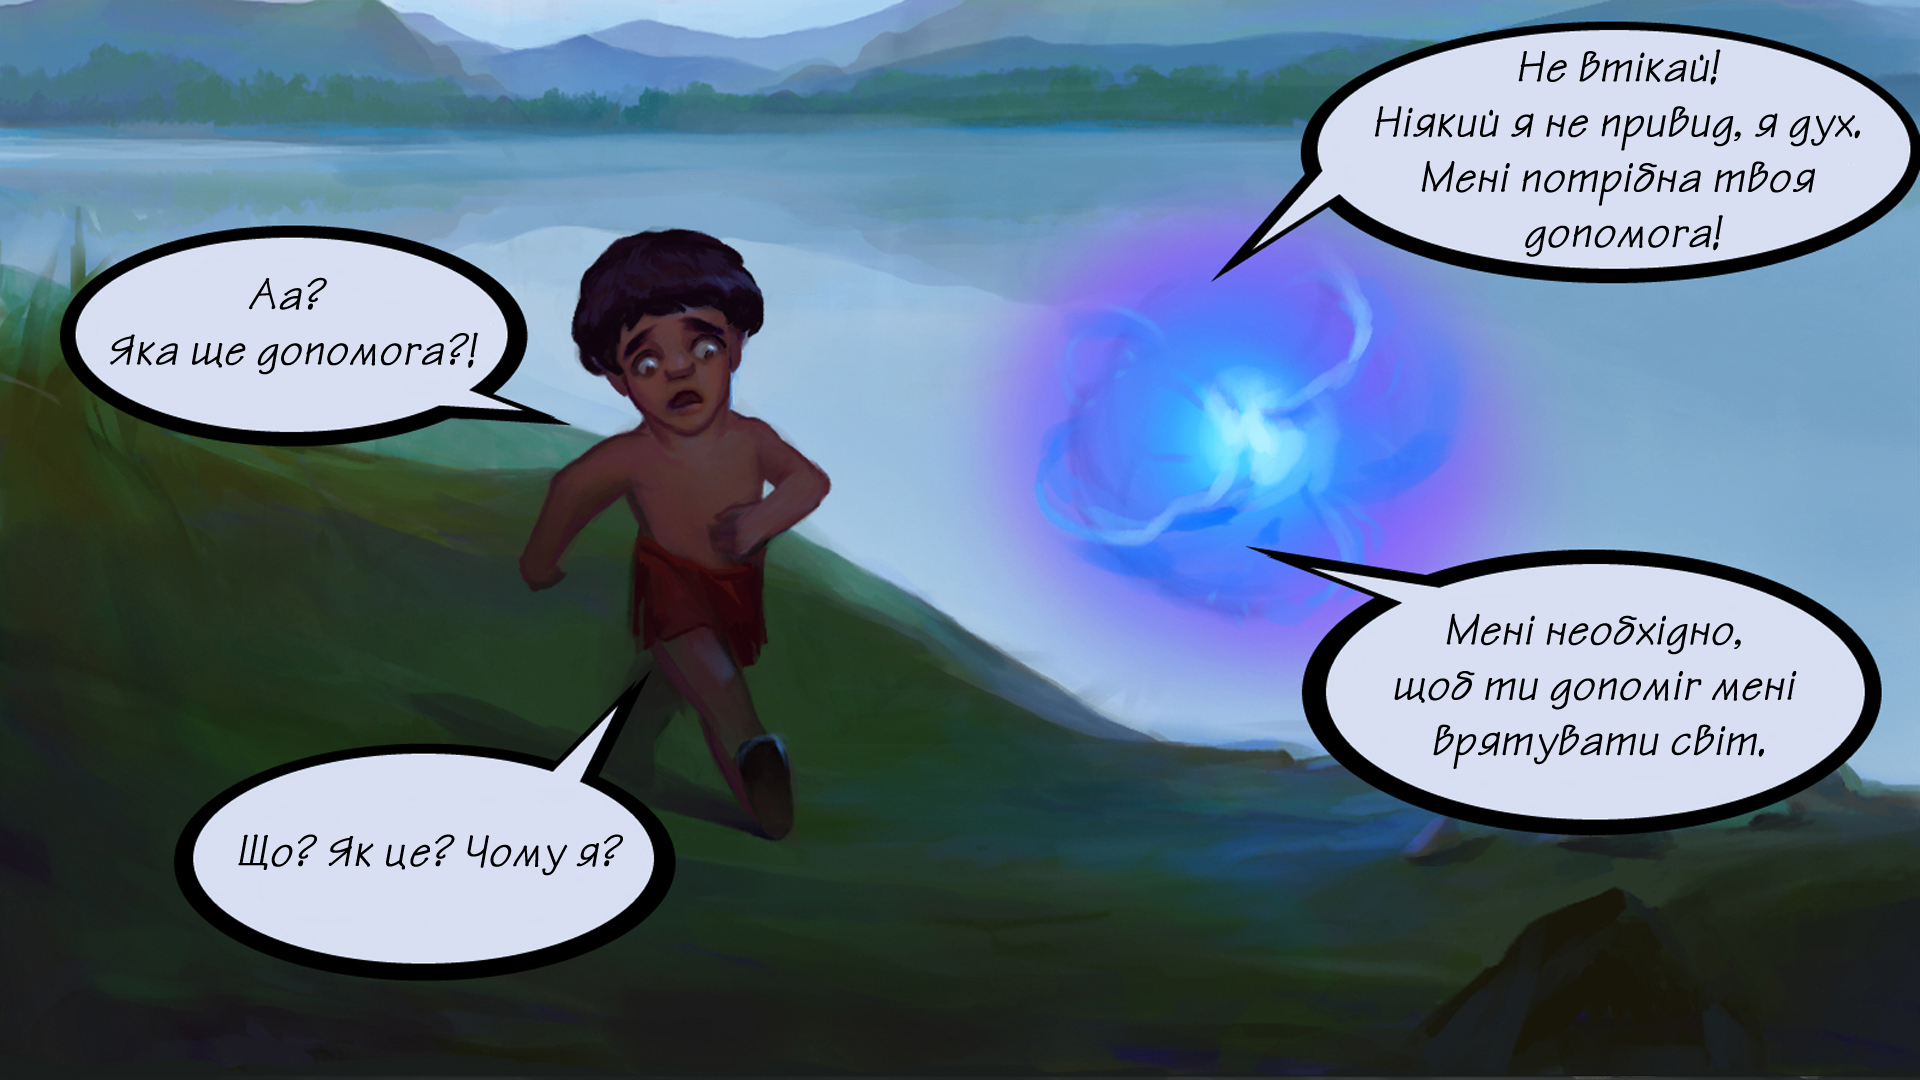 Не втікай!
Ніякий я не привид, я дух.
Мені потрібна твоя
допомога!
Аа?
Яка ще допомога?!
Мені необхідно,
щоб ти допоміг мені
врятувати світ.
Що? Як це? Чому я?